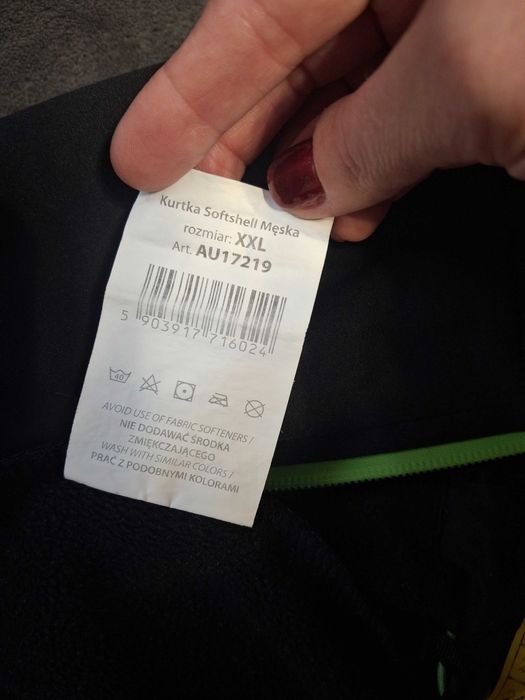 Kurtka Softshell Męska
rozmiar: XXL
Art. AU17219
5 903917 716024
40
AVOID USE OF FABRIC SOFTENERS /
NIE DODAWAĆ ŚRODKA
ZMIĘKCZAJĄCEGO
WASH WITH SIMILAR COLORS /
PRAĆ Z PODOBNYMI KOLORAMI